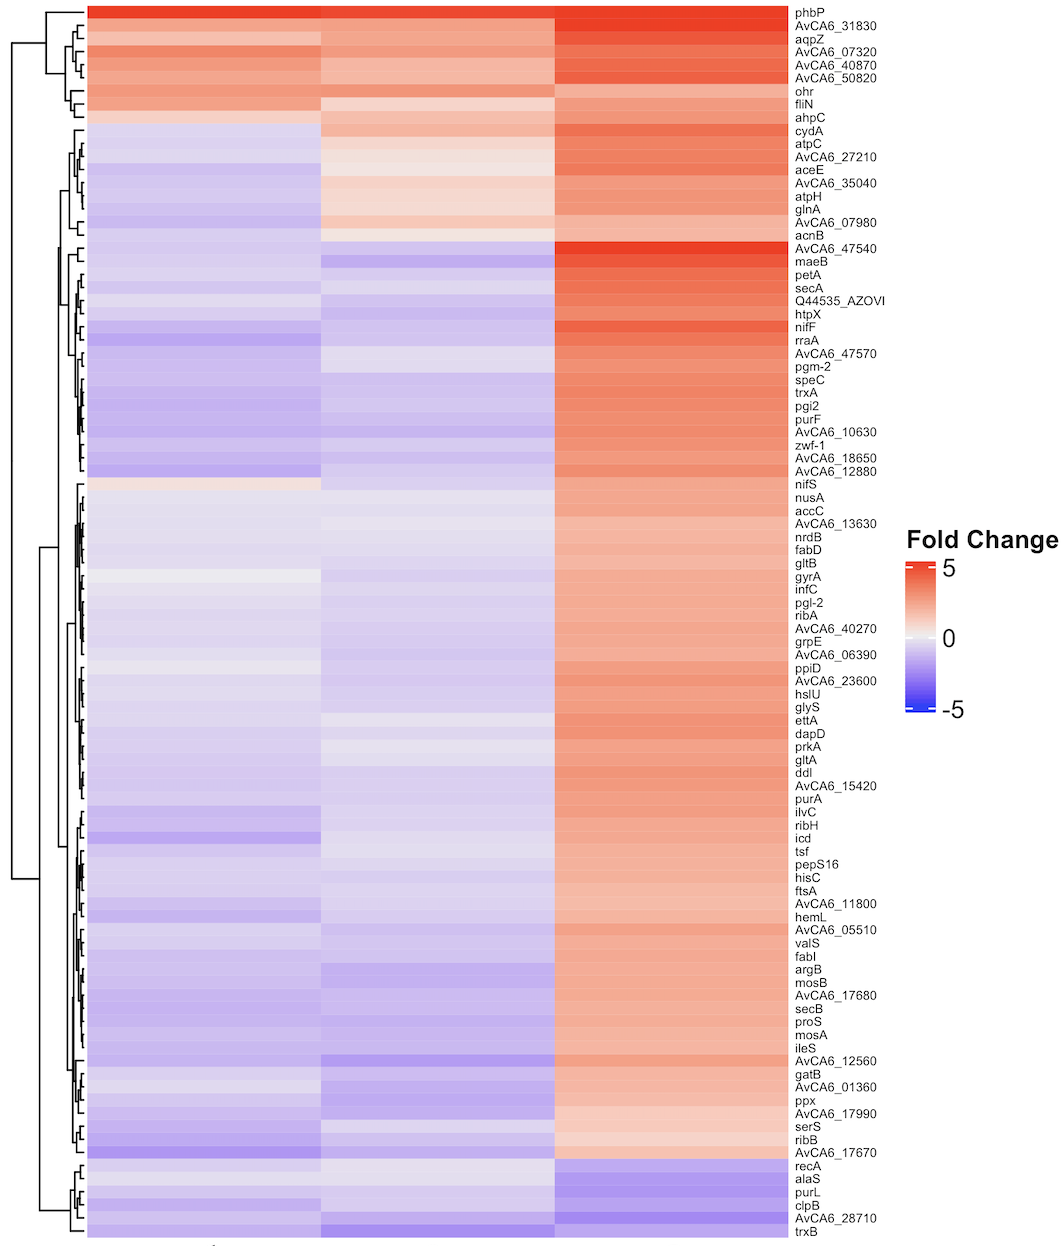 phbP
AvCA6_31830
aqpZ
AvCA6_07320
AvCA6_40870
AvCA6_50820
ohr
fliN
ahpC
cydA
atpC
AvCA6_27210
aceE
AvCA6_35040
atpH
glnA
AvCA6_07980
acnB
AvCA6_47540
maeB
petA
secA
Q44535_AZOVI
htpX
nifF
rraA
AvCA6_47570
pgm-2
speC
trxA
pgi2
purF
AvCA6_10630
zwf-1
AvCA6_18650
AvCA6_12880
nifS
nusA
accC
AvCA6_13630
nrdB
fabD
gltB
gyrA
infC
pgl-2
ribA
AvCA6_40270
grpE
AvCA6_06390
ppiD
AvCA6_23600
hslU
glyS
ettA
dapD
prkA
gltA
ddl
AvCA6_15420
purA
ilvC
ribH
icd
tsf
pepS16
hisC
ftsA
AvCA6_11800
hemL
AvCA6_05510
valS
fabI
argB
mosB
AvCA6_17680
secB
proS
mosA
ileS
AvCA6_12560
gatB
AvCA6_01360
ppx
AvCA6_17990
serS
ribB
AvCA6_17670
recA
alaS
purL
clpB
AvCA6_28710
trxB
Fold Change
5
0
-5